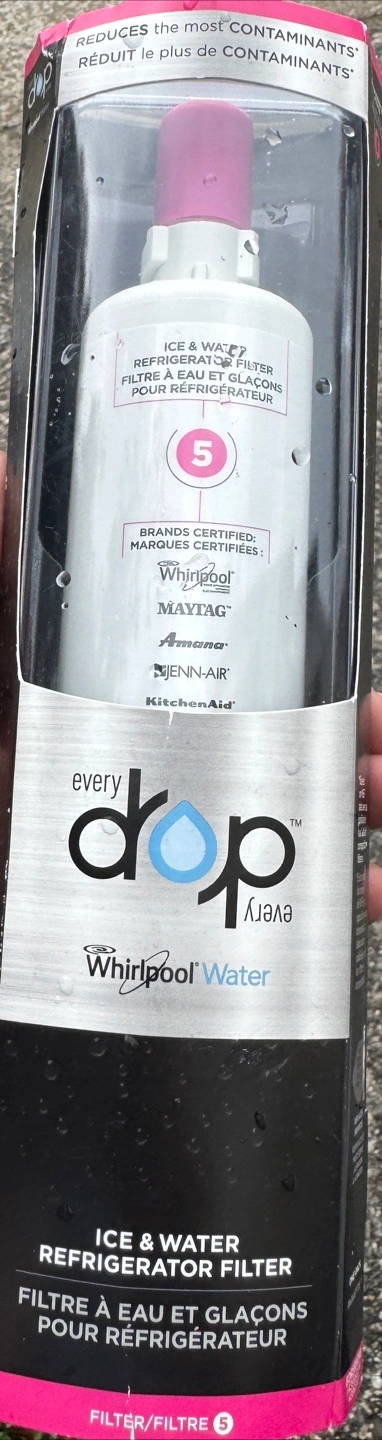 REDUCES the most CONTAMINANTS*
RÉDUIT le plus de CONTAMINANTS*
drop
ICE & WATER
REFRIGERATOR FILTER
FILTRE À EAU ET GLAÇONS
POUR RÉFRIGÉRATEUR
5
BRANDS CERTIFIED:
MARQUES CERTIFIÉES :
Whirlpool
MAYTAG™
Amana®
JENN-AIR®
KitchenAid®
every
drop™
every
Whirlpool® Water
ICE & WATER
REFRIGERATOR FILTER
FILTRE À EAU ET GLAÇONS
POUR RÉFRIGÉRATEUR
FILTER/FILTRE 5